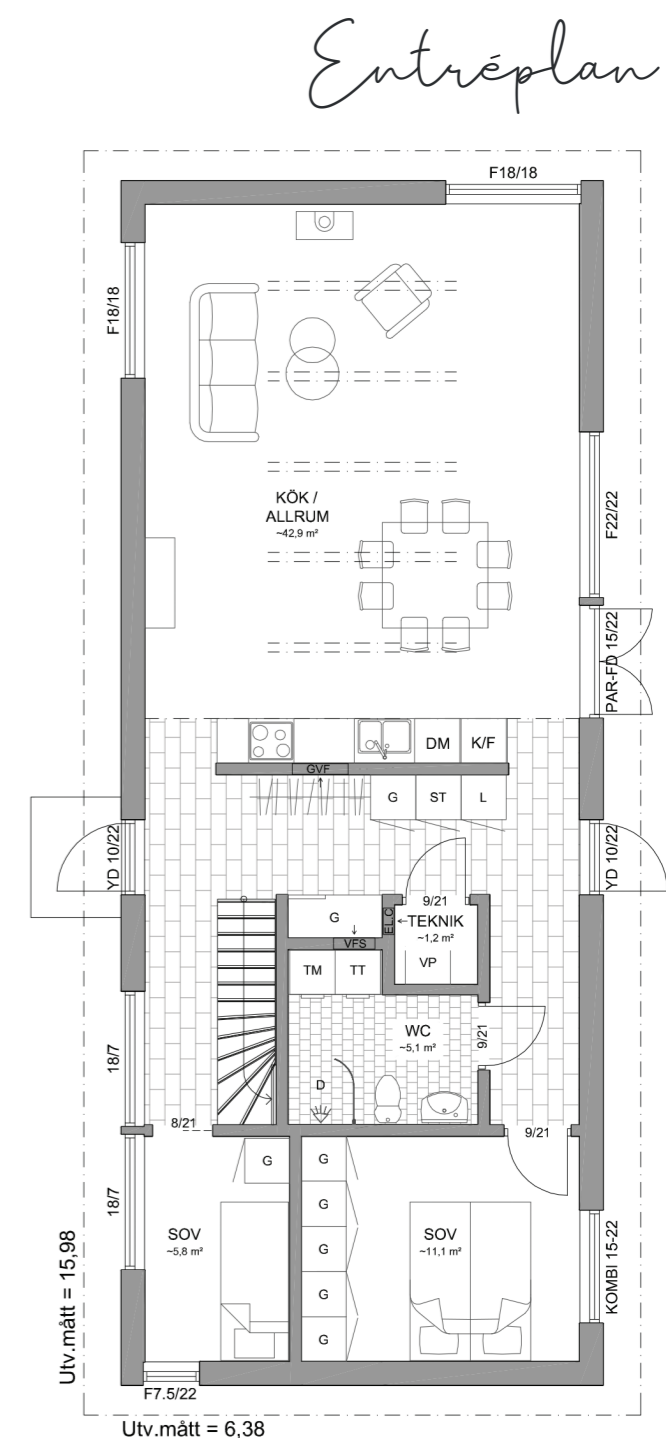 Entréplan
F18/18
F18/18
KÖK /
ALLRUM
~42,9 m²
F22/22
PAR-FD 15/22
DM
K/F
GVF
G
ST
L
YD 10/22
YD 10/22
9/21
G
EL.C
TEKNIK
~1,2 m²
VFS
VP
TM
TT
WC
~5,1 m²
9/21
18/7
D
8/21
9/21
G
G
G
G
G
G
18/7
SOV
~5,8 m²
SOV
~11,1 m²
KOMBI 15-22
F7.5/22
Utv.mått = 15,98
Utv.mått = 6,38